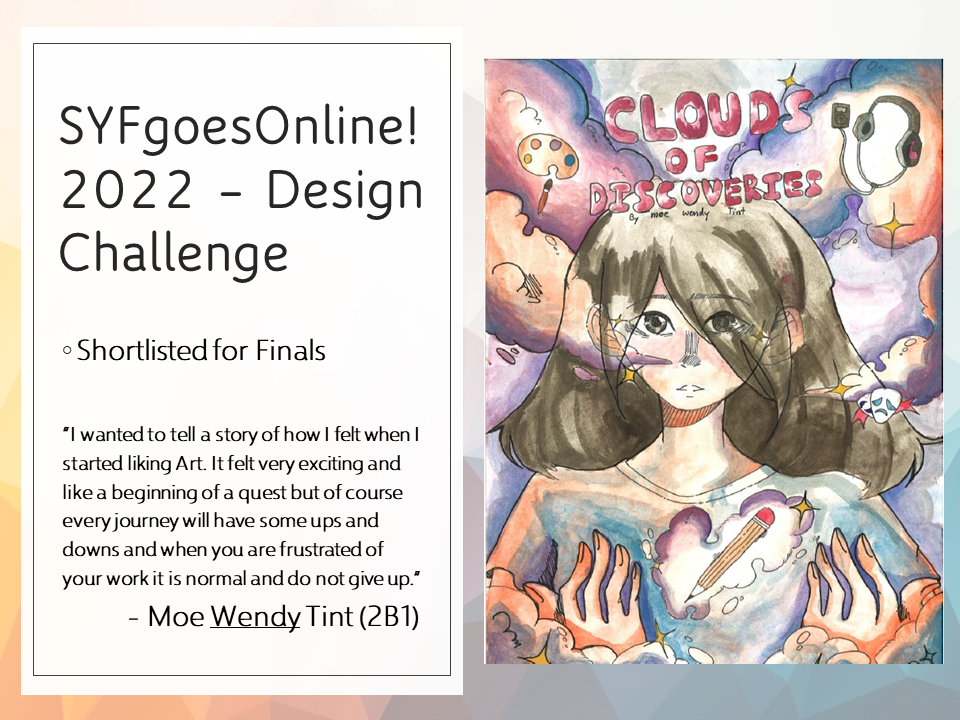 SYFgoesOnline!
2022 – Design
Challenge
◦Shortlisted for Finals
“I wanted to tell a story of how I felt when I
started liking Art. It felt very exciting and
like a beginning of a quest but of course
every journey will have some ups and
downs and when you are frustrated of
your work it is normal and do not give up.”
- Moe Wendy Tint (2B1)
CLOUDS
OF
DISCOVERIES
By moe wendy Tint